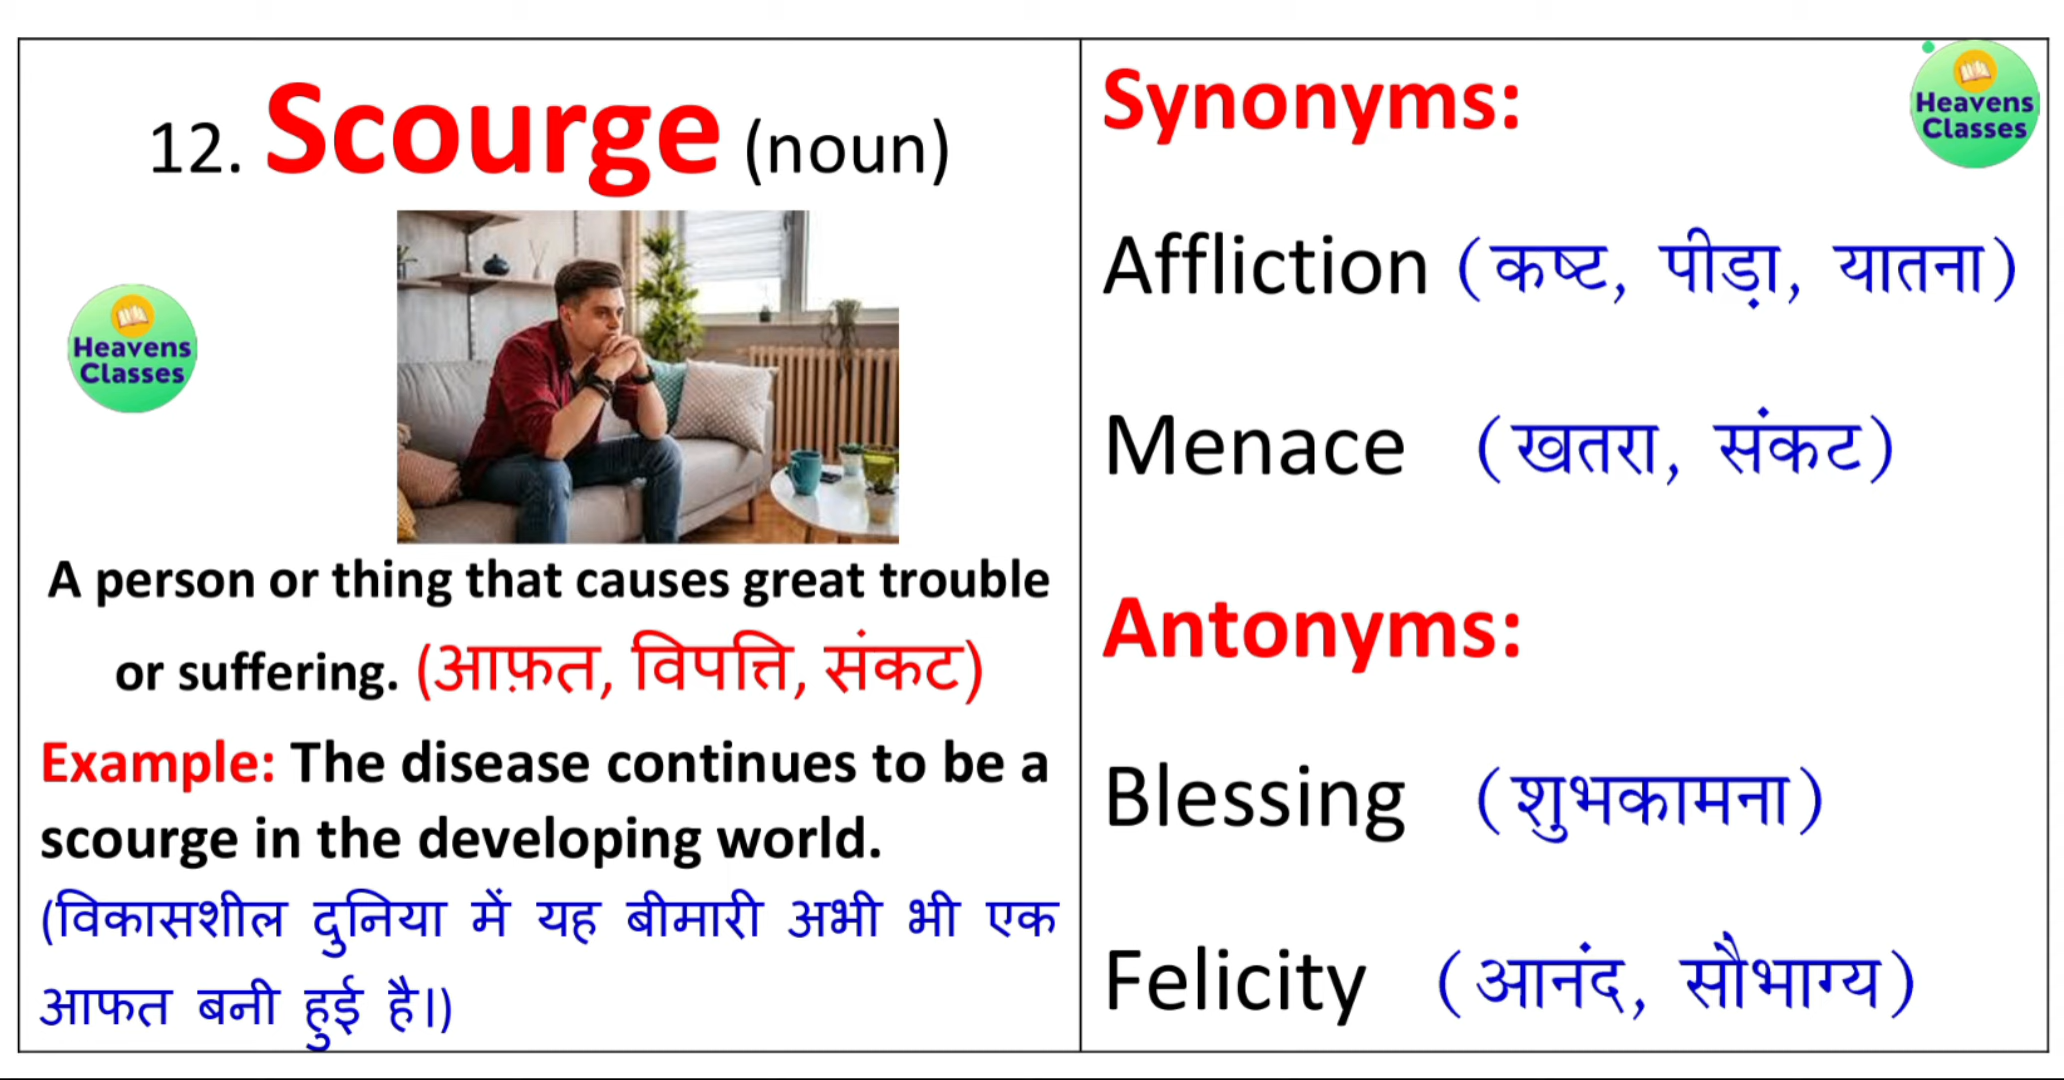 12. Scourge (noun)
Heavens
Classes
A person or thing that causes great trouble
or suffering. (आफ़त, विपत्ति, संकट)
Example: The disease continues to be a
scourge in the developing world.
(विकासशील दुनिया में यह बीमारी अभी भी एक
आफत बनी हुई है।)
Synonyms:
Heavens
Classes
Affliction (कष्ट, पीड़ा, यातना)
Menace (खतरा, संकट)
Antonyms:
Blessing (शुभकामना)
Felicity (आनंद, सौभाग्य)